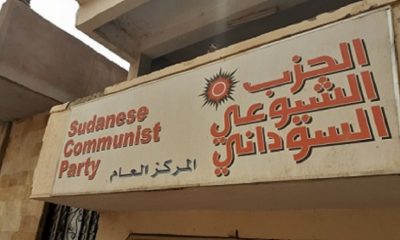 Sudanese
Communist
Party
الحزب
الشيوعي
السوداني
المركز العام